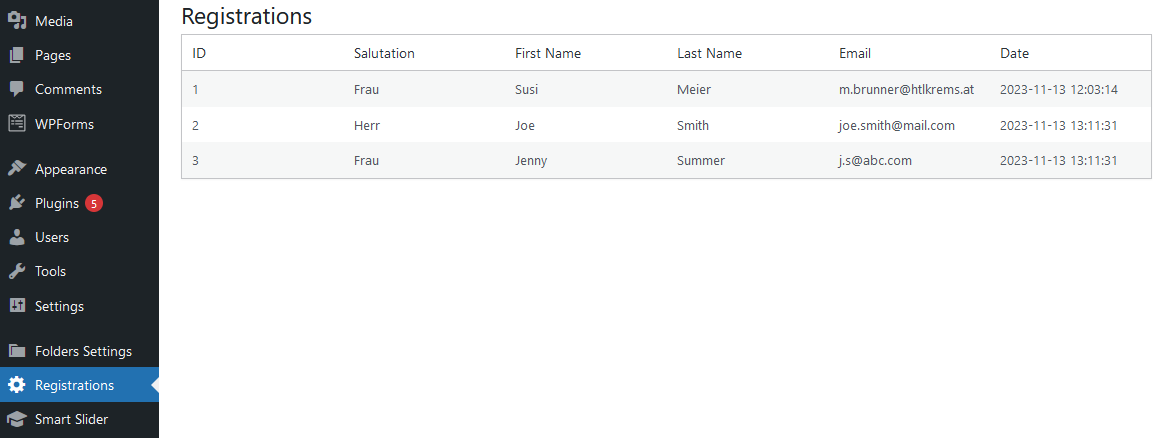 Media
Pages
Comments
WPForms
Appearance
Plugins 5
Users
Tools
Settings
Folders Settings
Registrations
Smart Slider
Registrations
ID Salutation First Name Last Name Email Date
1 Frau Susi Meier m.brunner@htlkrems.at 2023-11-13 12:03:14
2 Herr Joe Smith joe.smith@mail.com 2023-11-13 13:11:31
3 Frau Jenny Summer j.s@abc.com 2023-11-13 13:11:31